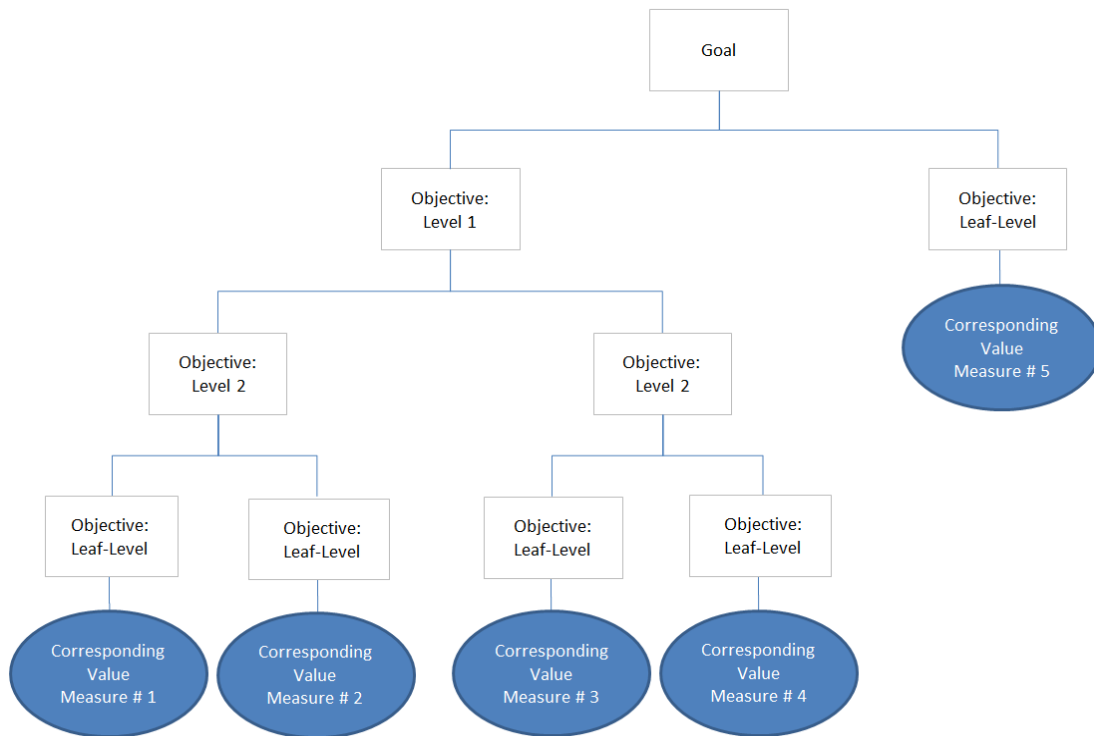 Goal
Objective:
Level 1
Objective:
Leaf-Level
Corresponding
Value
Measure # 5
Objective:
Level 2
Objective:
Level 2
Objective:
Leaf-Level
Objective:
Leaf-Level
Objective:
Leaf-Level
Objective:
Leaf-Level
Corresponding
Value
Measure # 1
Corresponding
Value
Measure # 2
Corresponding
Value
Measure # 3
Corresponding
Value
Measure # 4